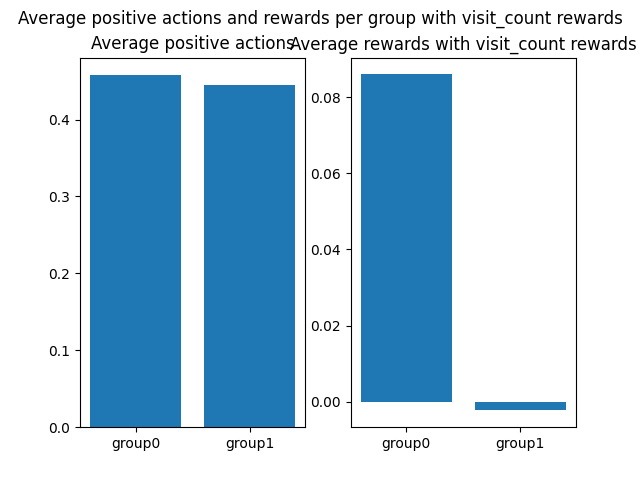 Average positive actions and rewards per group with visit_count rewards
Average positive actions
0.4
0.3
0.2
0.1
0.0
group0
group1
Average rewards with visit_count rewards
0.08
0.06
0.04
0.02
0.00
group0
group1